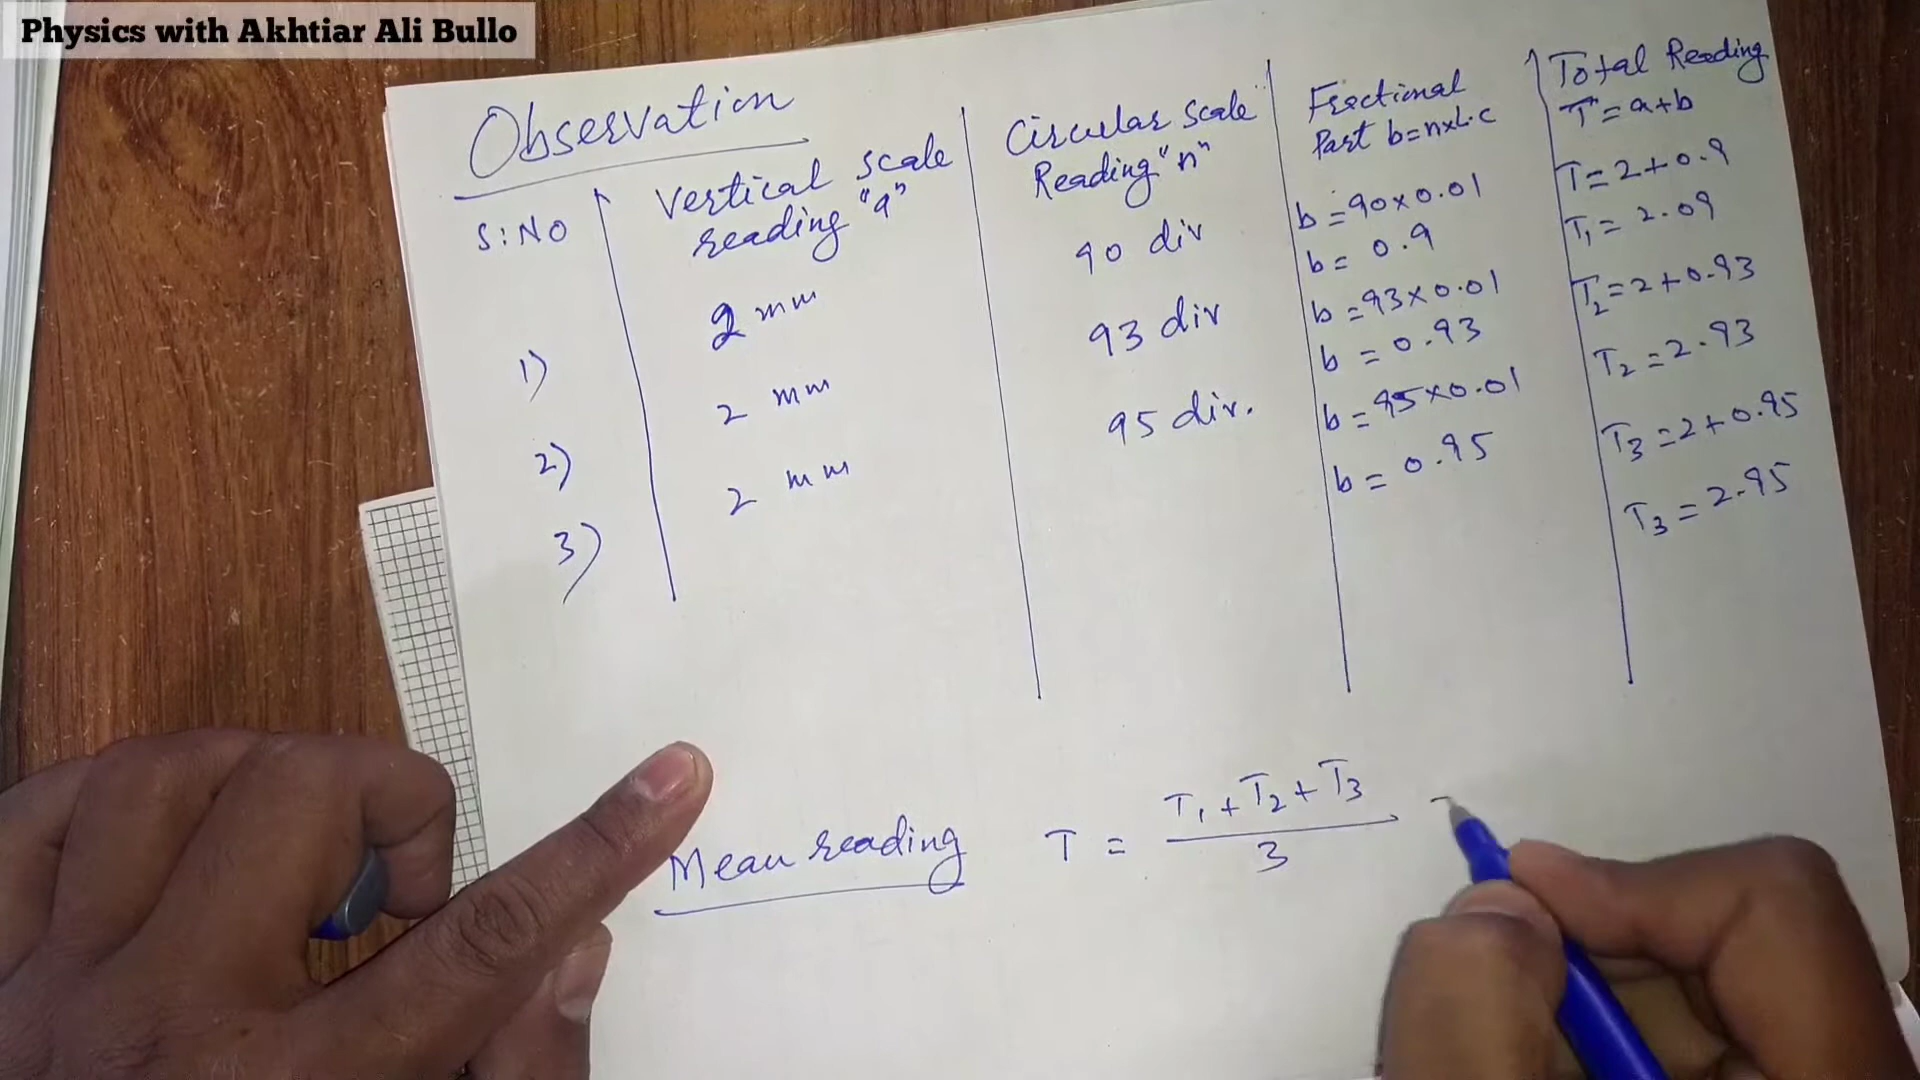 Physics with Akhtiar Ali Bullo
Observation
S:NO
Vertical scale
reading "a"
Circular Scale
Reading "n"
Fractional
Part b=n×L.C
Total Reading
T = a+b
1)
2 mm
90 div
b = 90×0.01
b = 0.9
T = 2+0.9
T1 = 2.09
2)
2 mm
93 div
b = 93×0.01
b = 0.93
T2 = 2+0.93
T2 = 2.93
3)
2 mm
95 div.
b = 95×0.01
b = 0.95
T3 = 2+0.95
T3 = 2.95
Mean reading T = T1+T2+T3
3